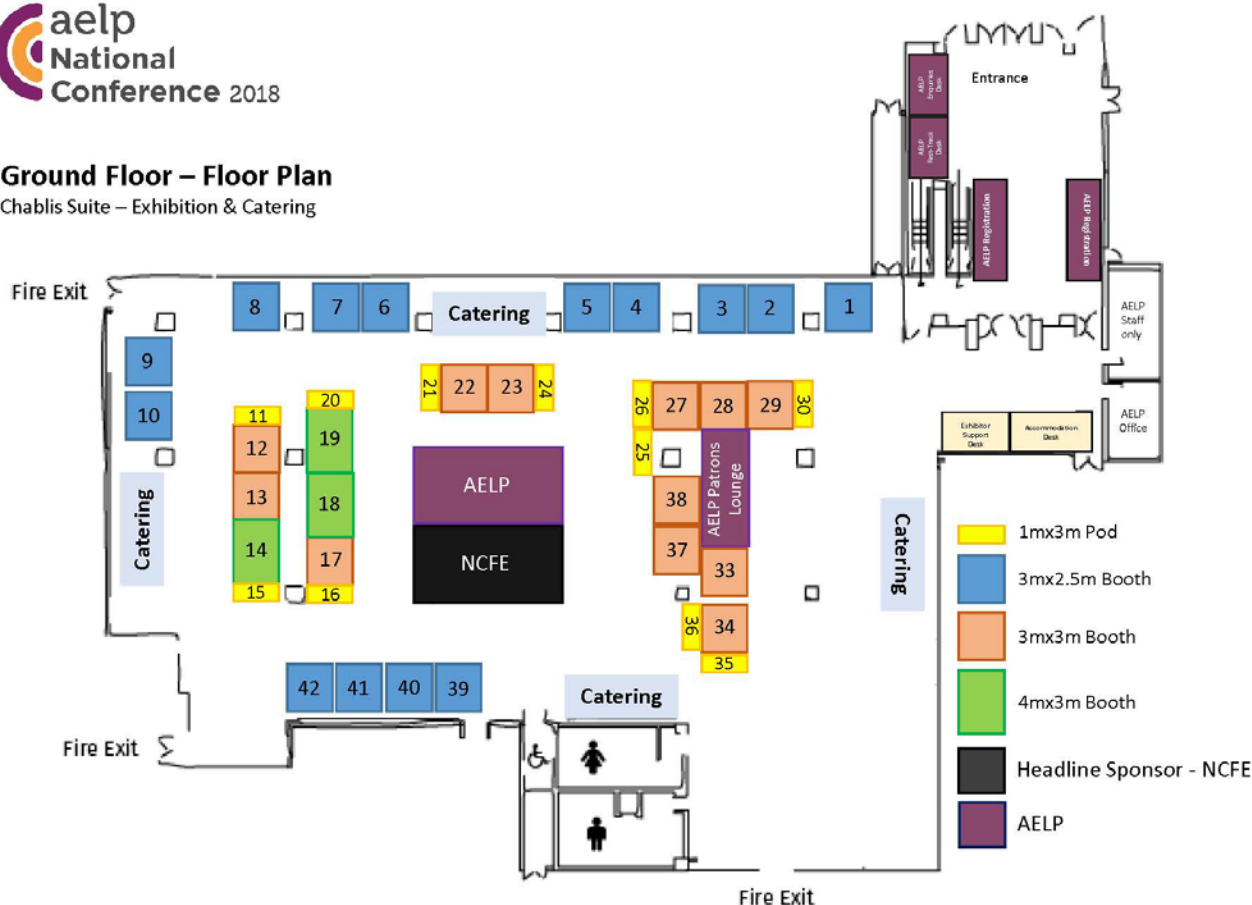 aelp
National
Conference 2018
Ground Floor – Floor Plan
Chablis Suite – Exhibition & Catering
Entrance
AELP
Enquiries
Desk
AELP
Fast-Track
Desk
AELP Registration
AELP Registration
AELP
Staff
only
AELP
Office
Exhibitor
Support
Desk
Accommodation
Desk
Fire Exit
8
7
6
Catering
5
4
3
2
1
9
10
21
22
23
24
26
27
28
29
30
25
11
12
13
14
15
20
19
18
17
16
AELP
NCFE
AELP Patrons
Lounge
38
37
33
36
34
35
Catering
Catering
42
41
40
39
Catering
Fire Exit
Fire Exit
1mx3m Pod
3mx2.5m Booth
3mx3m Booth
4mx3m Booth
Headline Sponsor - NCFE
AELP